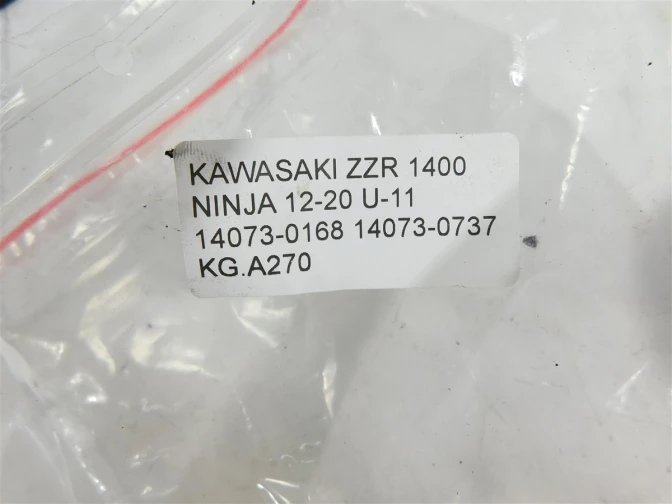 KAWASAKI ZZR 1400
NINJA 12-20 U-11
14073-0168 14073-0737
KG.A270